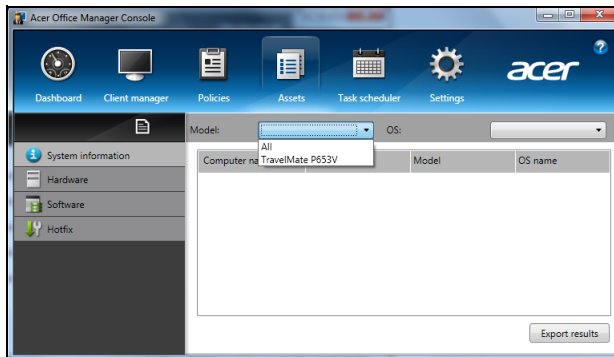 Acer Office Manager Console
Dashboard Client manager Policies Assets Task scheduler Settings
acer
?
Model: OS:
All
TravelMate P653V
System information
Hardware
Software
Hotfix
Computer na Model OS name
Export results